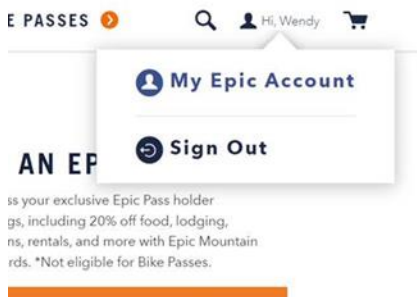 E PASSES
Hi, Wendy
My Epic Account
Sign Out
AN EP
ss your exclusive Epic Pass holder
gs, including 20% off food, lodging,
ns, rentals, and more with Epic Mountain
rds. *Not eligible for Bike Passes.